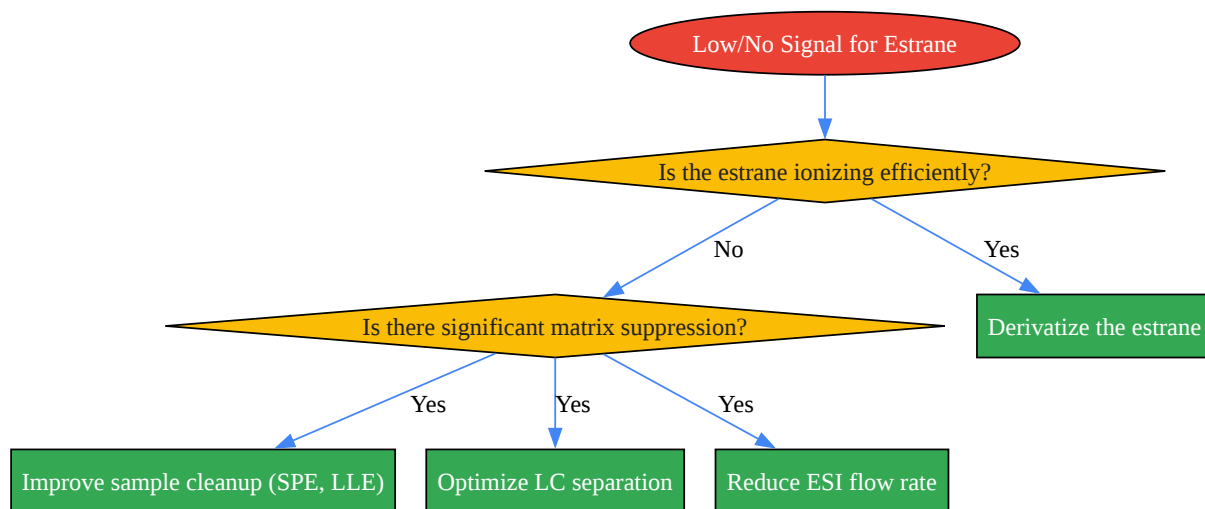 Low/No Signal for Estrane
Is the estrane ionizing efficiently?
No
Yes
Is there significant matrix suppression?
Derivatize the estrane
Yes
Yes
Yes
Improve sample cleanup (SPE, LLE)
Optimize LC separation
Reduce ESI flow rate